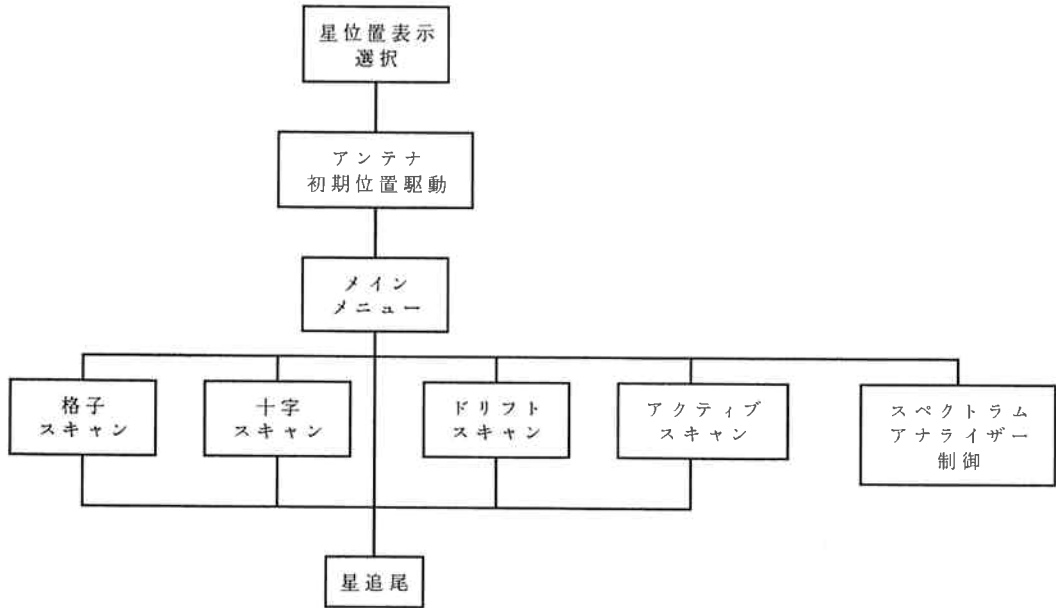 星位置表示
選択
アンテナ
初期位置駆動
メイン
メニュー
格子
スキャン
十字
スキャン
ドリフト
スキャン
アクティブ
スキャン
スペクトラム
アナライザー
制御
星追尾